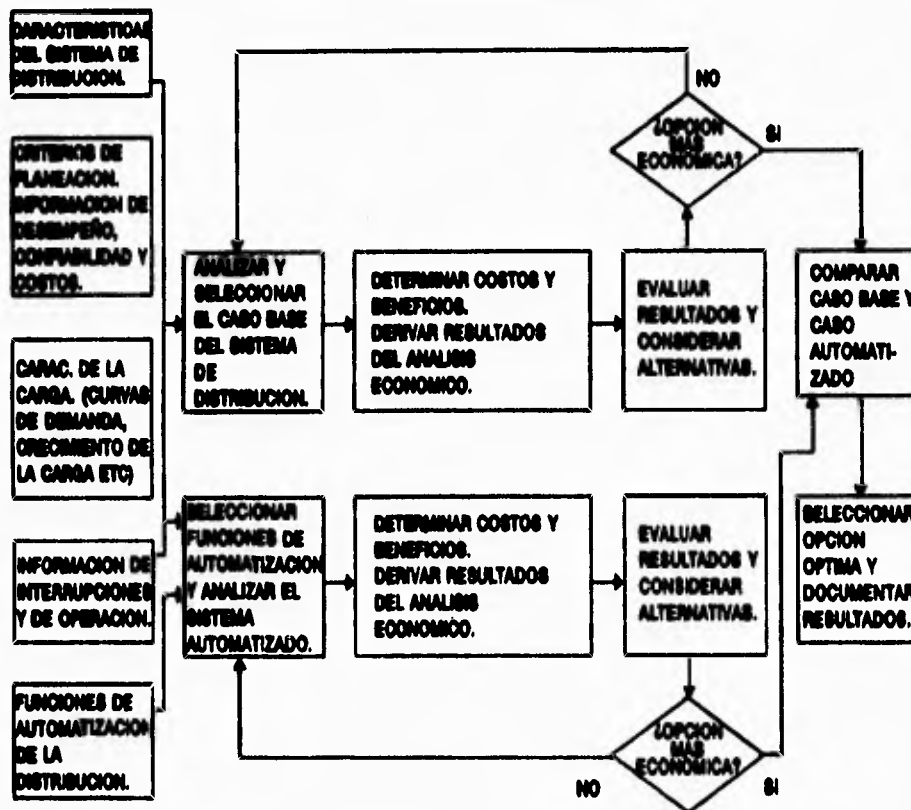 CARACTERISTICAS
DEL SISTEMA DE
DISTRIBUCION.
CRITERIOS DE
PLANEACION.
INFORMACION DE
DESEMPEÑO,
CONFIABILIDAD Y
COSTOS.
CARAC. DE LA
CARGA. (CURVAS
DE DEMANDA,
CRECIMIENTO DE
LA CARGA ETC)
INFORMACION DE
INTERRUPCIONES
Y DE OPERACION.
FUNCIONES DE
AUTOMATIZACION
DE LA
DISTRIBUCION.
ANALIZAR Y
SELECCIONAR
EL CASO BASE
DEL SISTEMA
DE
DISTRIBUCION.
DETERMINAR COSTOS Y
BENEFICIOS.
DERIVAR RESULTADOS
DEL ANALISIS
ECONOMICO.
EVALUAR
RESULTADOS Y
CONSIDERAR
ALTERNATIVAS.
NO
¿OPCION
MAS
ECONOMICA?
SI
COMPARAR
CASO BASE Y
CASO
AUTOMATI-
ZADO
SELECCIONAR
FUNCIONES DE
AUTOMATIZACION
Y ANALIZAR EL
SISTEMA
AUTOMATIZADO.
DETERMINAR COSTOS Y
BENEFICIOS.
DERIVAR RESULTADOS
DEL ANALISIS
ECONOMICO.
EVALUAR
RESULTADOS Y
CONSIDERAR
ALTERNATIVAS.
SELECCIONAR
OPCION
OPTIMA Y
DOCUMENTAR
RESULTADOS.
¿OPCION
MAS
ECONOMICA?
NO
SI